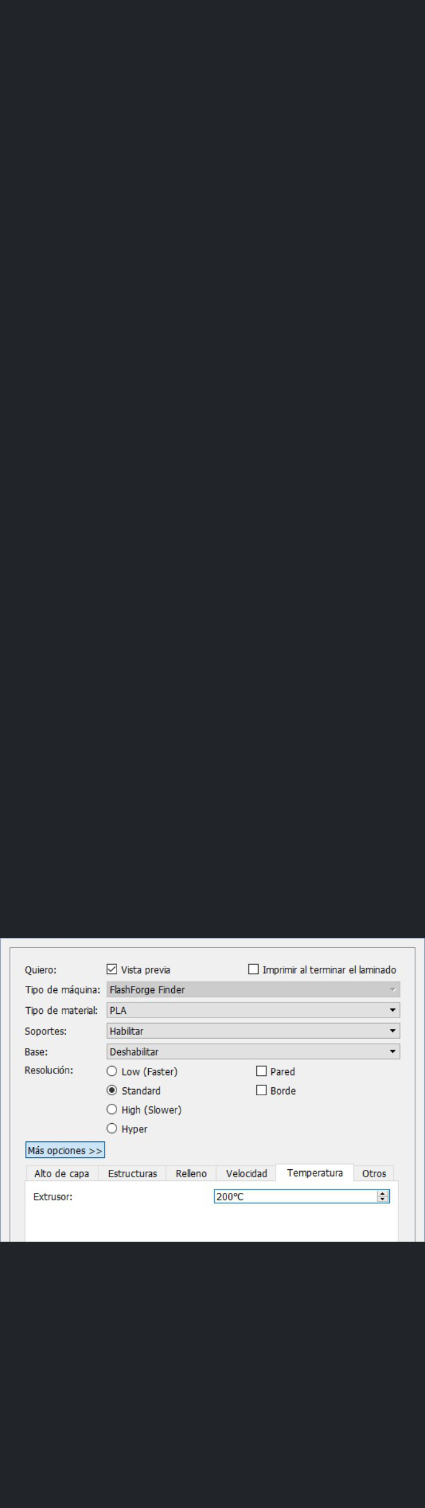 Quiero: Vista previa Imprimir al terminar el laminado
Tipo de máquina: FlashForge Finder
Tipo de material: PLA
Soportes: Habilitar
Base: Deshabilitar
Resolución: Low (Faster) Pared
Standard Borde
High (Slower)
Hyper
Más opciones >>
Alto de capa Estructuras Relleno Velocidad Temperatura Otros
Extrusor: 200°C